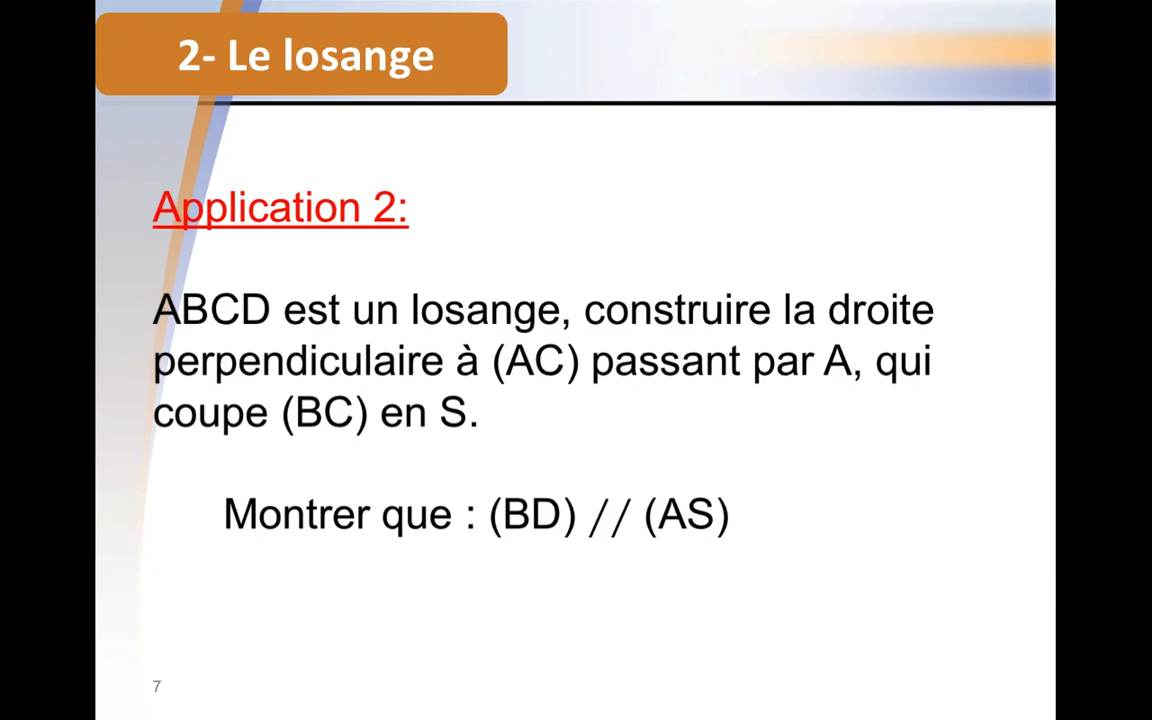 2- Le losange
Application 2:
ABCD est un losange, construire la droite
perpendiculaire à (AC) passant par A, qui
coupe (BC) en S.
Montrer que : (BD) // (AS)
7